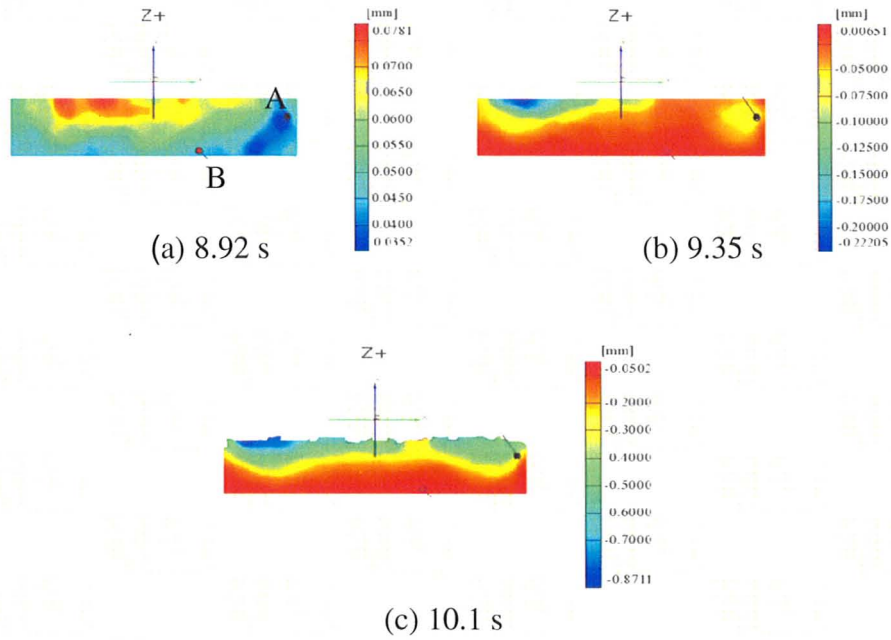 [mm]
Z+
0.0781
0.0700
0.0650
0.0600
0.0550
0.0500
0.0450
0.0400
0.0352
A
B
(a) 8.92 s
[mm]
Z+
-0.00651
-0.05000
-0.07500
-0.10000
-0.12500
-0.15000
-0.17500
-0.20000
-0.22205
(b) 9.35 s
[mm]
Z+
-0.0502
-0.2000
-0.3000
-0.4000
-0.5000
-0.6000
-0.7000
-0.8711
(c) 10.1 s